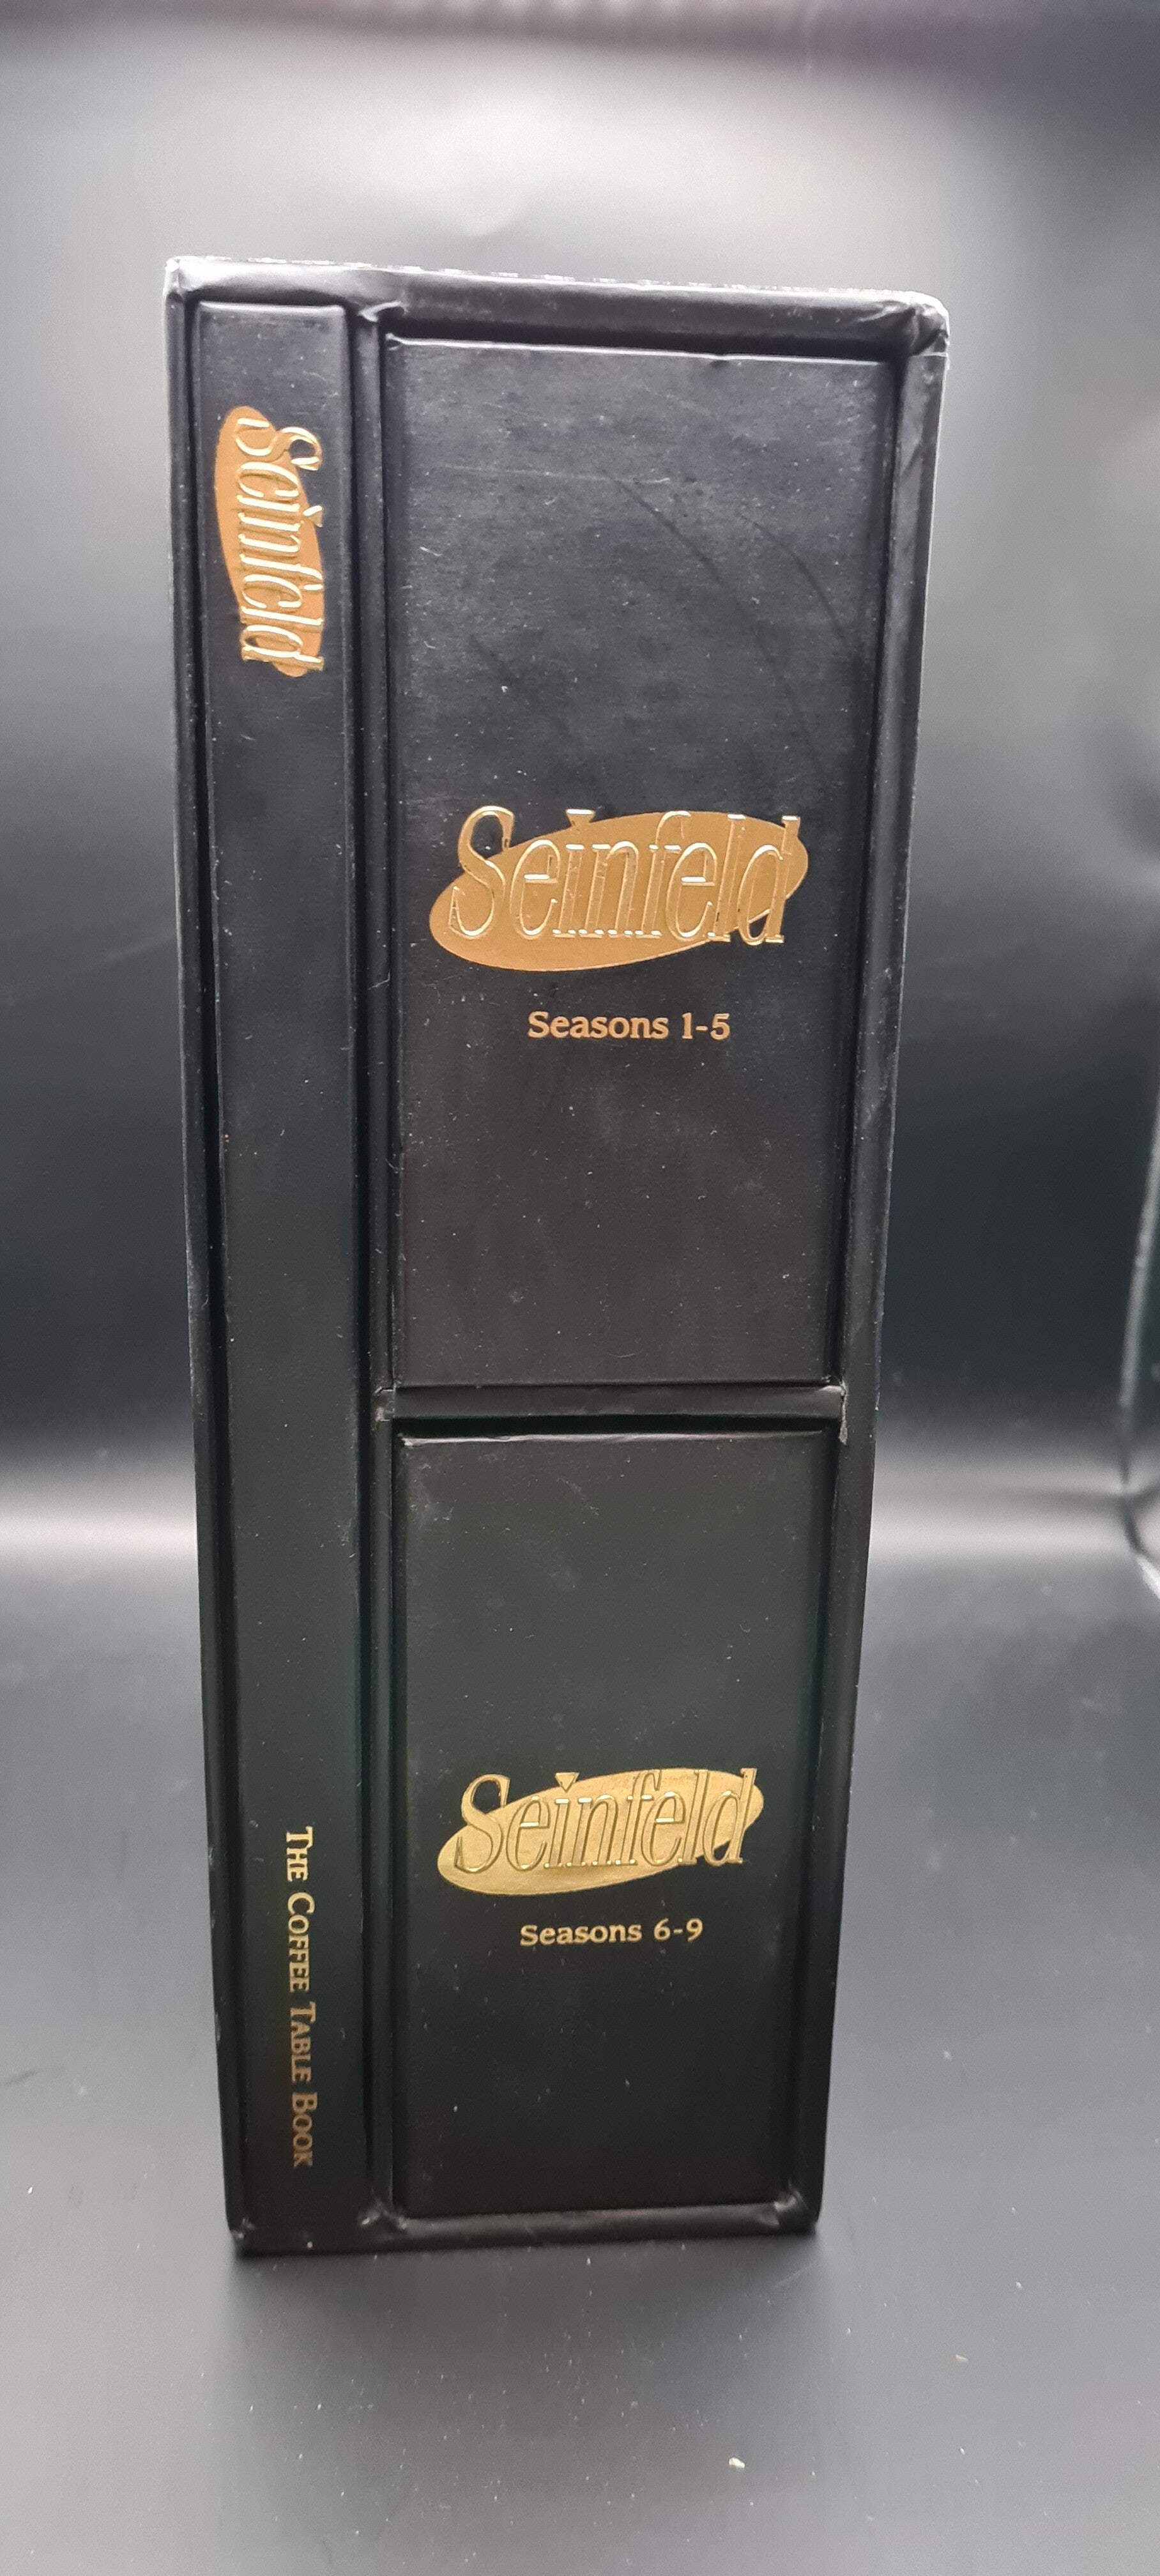 Seinfeld
THE COFFEE TABLE BOOK
Seinfeld
Seasons 1-5
Seinfeld
Seasons 6-9